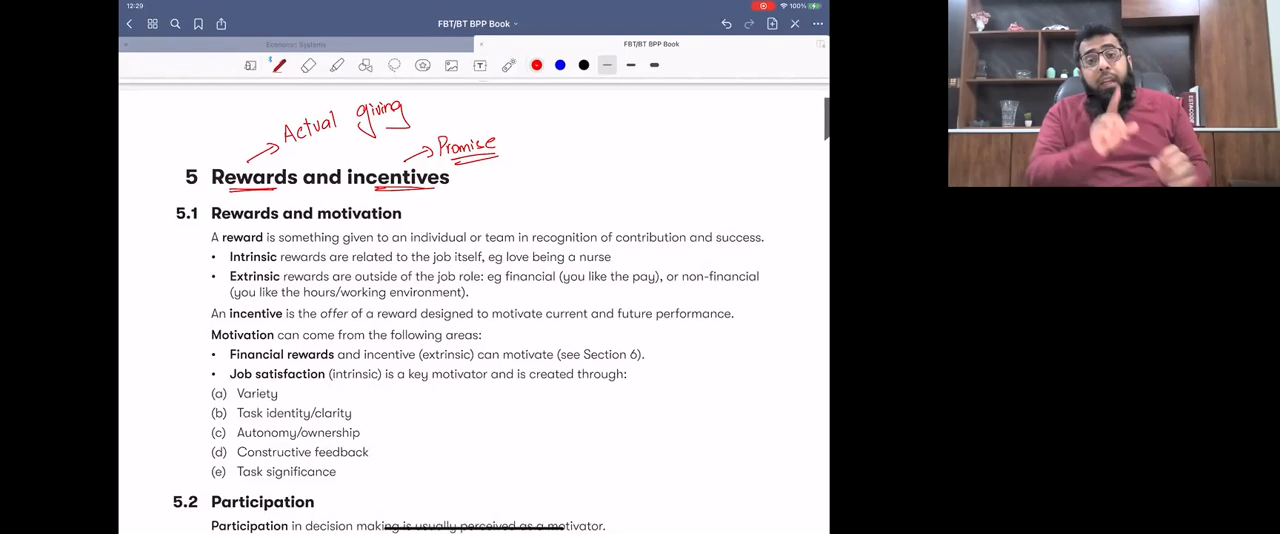 12:29
100%
FBT/BT BPP Book
Economic Systems
FBT/BT BPP Book
Actual giving
Promise
5 Rewards and incentives
5.1 Rewards and motivation
A reward is something given to an individual or team in recognition of contribution and success.
• Intrinsic rewards are related to the job itself, eg love being a nurse
• Extrinsic rewards are outside of the job role: eg financial (you like the pay), or non-financial
(you like the hours/working environment).
An incentive is the offer of a reward designed to motivate current and future performance.
Motivation can come from the following areas:
• Financial rewards and incentive (extrinsic) can motivate (see Section 6).
• Job satisfaction (intrinsic) is a key motivator and is created through:
(a) Variety
(b) Task identity/clarity
(c) Autonomy/ownership
(d) Constructive feedback
(e) Task significance
5.2 Participation
Participation in decision making is usually perceived as a motivator.
ESTACODE